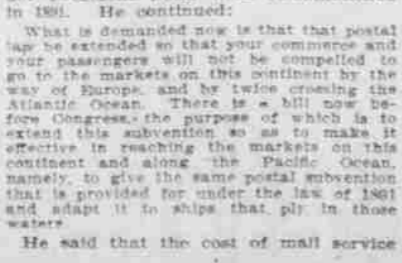 in 1891. He continued:
What is demanded now is that that postal
law be extended so that your commerce and
your passengers will not be compelled to
go to the markets on this continent by the
way of Europe, and by twice crossing the
Atlantic Ocean. There is a bill now be-
fore Congress, the purpose of which is to
extend this subvention so as to make it
effective in reaching the markets on this
continent and along the Pacific Ocean,
namely, to give the same postal subvention
that is provided for under the law of 1891
and adapt it to ships that ply in those
waters
He said that the cost of mail service